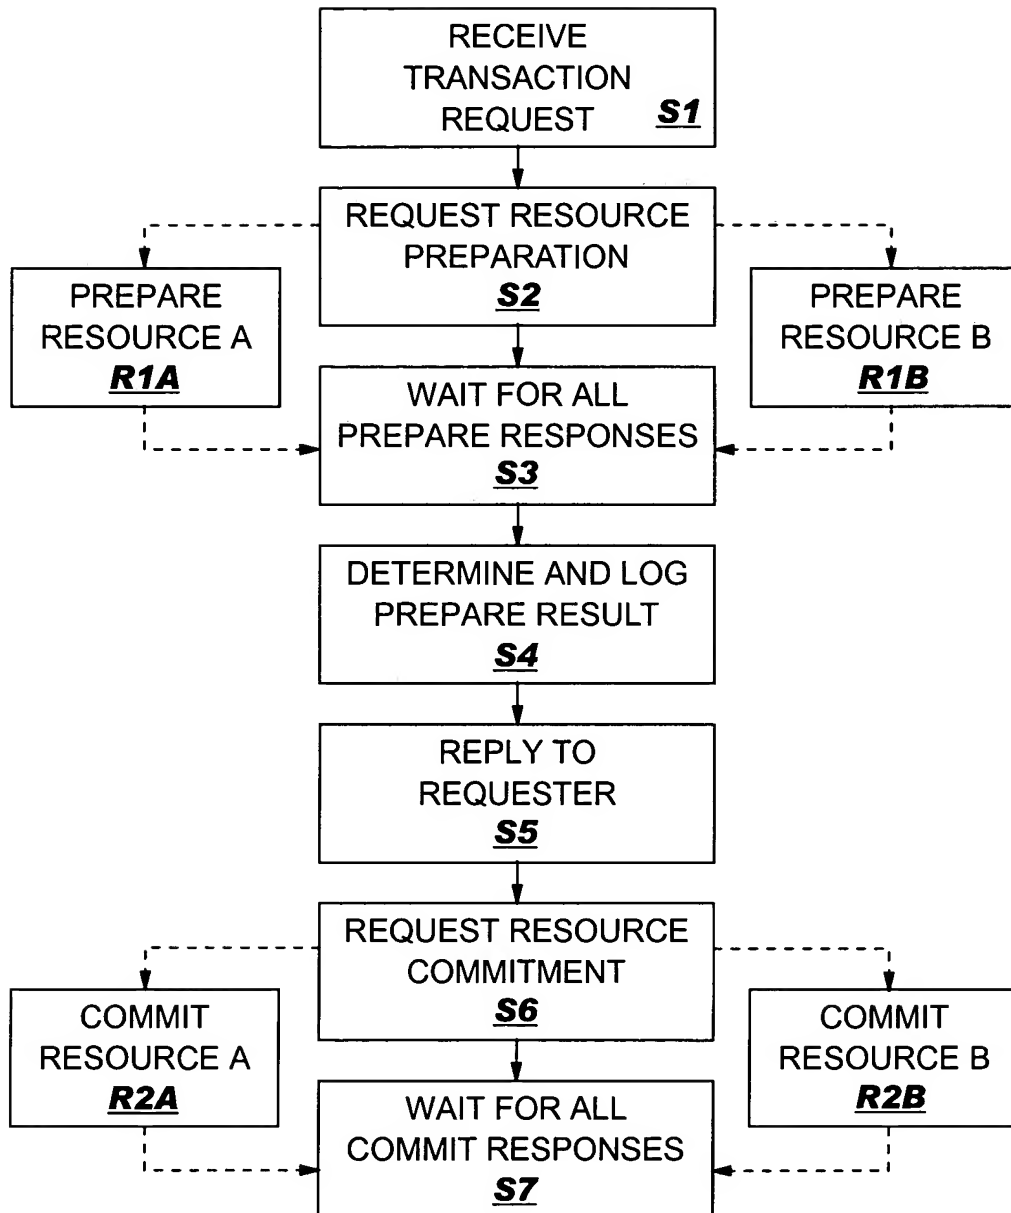 RECEIVE
TRANSACTION
REQUEST
S1
REQUEST RESOURCE
PREPARATION
S2
PREPARE
RESOURCE A
R1A
PREPARE
RESOURCE B
R1B
WAIT FOR ALL
PREPARE RESPONSES
S3
DETERMINE AND LOG
PREPARE RESULT
S4
REPLY TO
REQUESTER
S5
REQUEST RESOURCE
COMMITMENT
S6
COMMIT
RESOURCE A
R2A
COMMIT
RESOURCE B
R2B
WAIT FOR ALL
COMMIT RESPONSES
S7